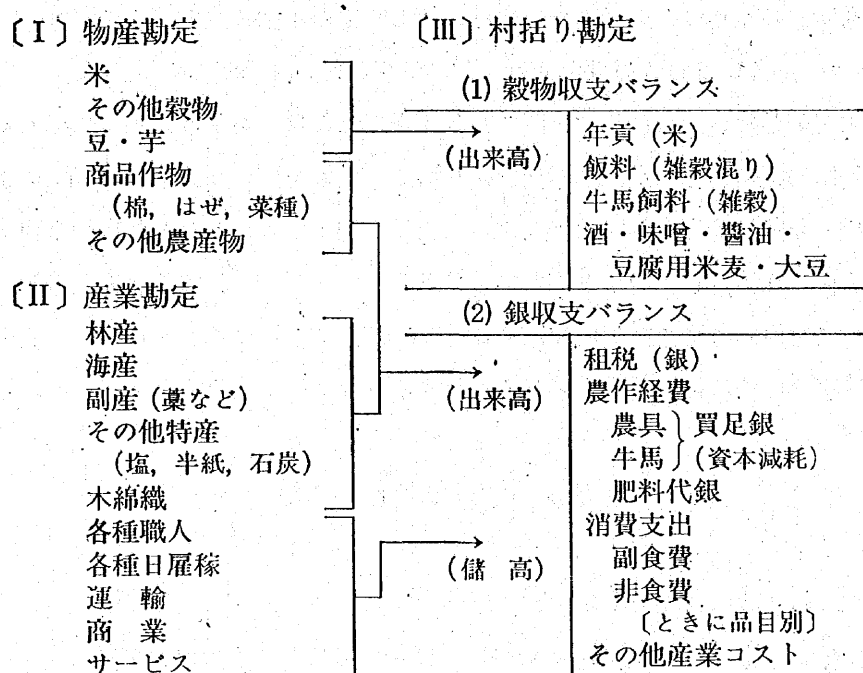 〔I〕物産勘定
米
その他穀物
豆・芋
商品作物
(棉, はぜ, 菜種)
その他農産物
〔II〕産業勘定
林産
海産
副産(藁など)
その他特産
(塩, 半紙, 石炭)
木綿織
各種職人
各種日雇稼
運 輸
商 業
サービス
〔III〕村括り勘定
(1) 穀物収支バランス
(出来高)
年貢(米)
飯料(雑穀混り)
牛馬飼料(雑穀)
酒・味噌・醬油・
豆腐用米麦・大豆
(2) 銀収支バランス
(出来高)
(儲 高)
租税(銀)
農作経費
農具}買足銀
牛馬}(資本減耗)
肥料代銀
消費支出
副食費
非食費
〔ときに品目別〕
その他産業コスト